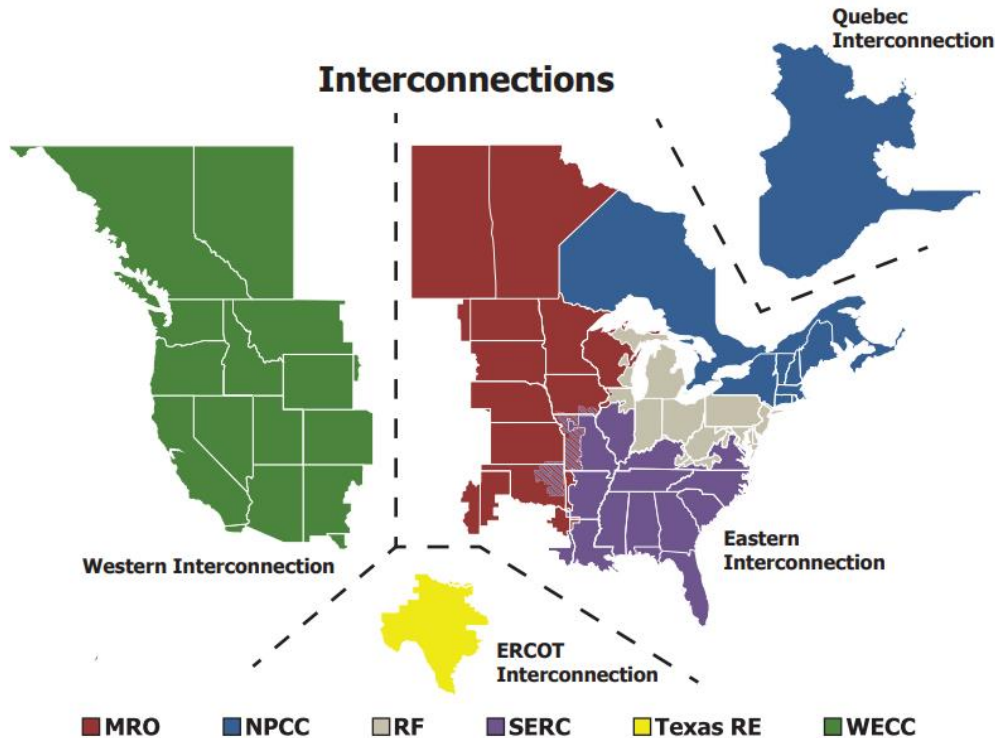 Quebec
Interconnection
Interconnections
Western Interconnection
Eastern
Interconnection
ERCOT
Interconnection
MRO NPCC RF SERC Texas RE WECC